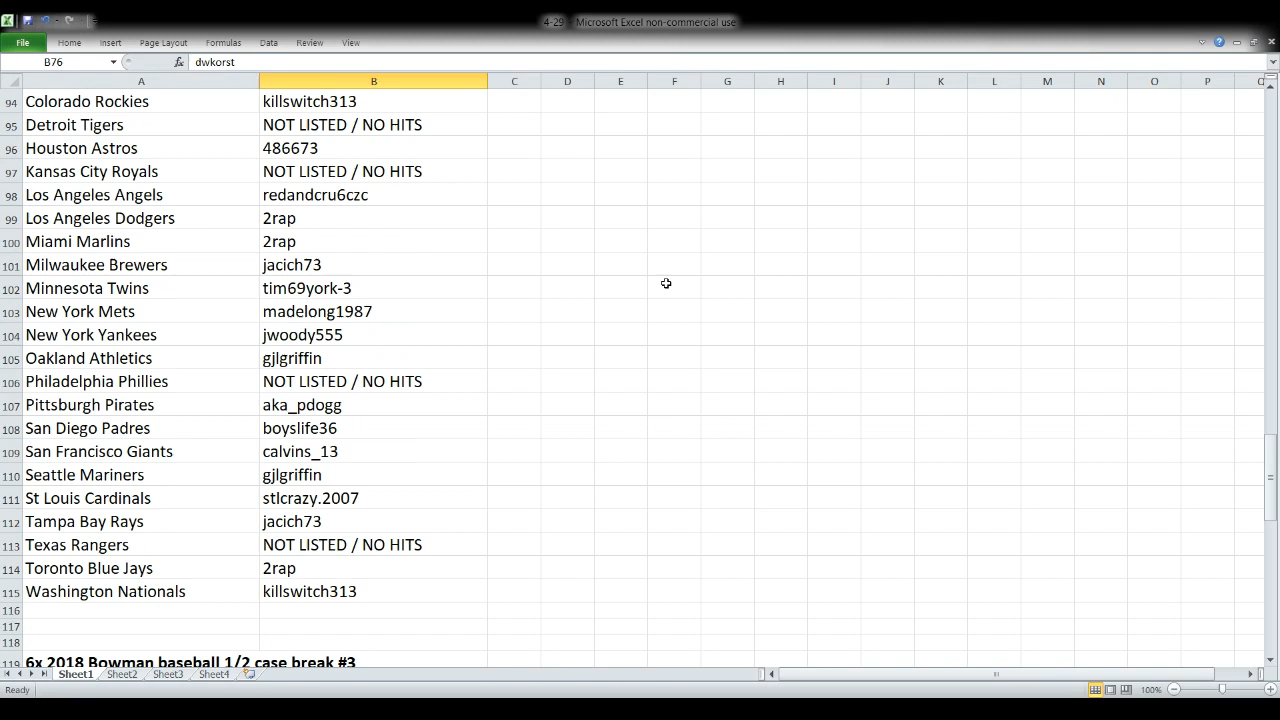 4-29 - Microsoft Excel non-commercial use
File Home Insert Page Layout Formulas Data Review View
B76 fx dwkorst
A B C D E F G H I J K L M N O P
94 Colorado Rockies killswitch313
95 Detroit Tigers NOT LISTED / NO HITS
96 Houston Astros 486673
97 Kansas City Royals NOT LISTED / NO HITS
98 Los Angeles Angels redandcru6czc
99 Los Angeles Dodgers 2rap
100 Miami Marlins 2rap
101 Milwaukee Brewers jacich73
102 Minnesota Twins tim69york-3
103 New York Mets madelong1987
104 New York Yankees jwoody555
105 Oakland Athletics gjlgriffin
106 Philadelphia Phillies NOT LISTED / NO HITS
107 Pittsburgh Pirates aka_pdogg
108 San Diego Padres boyslife36
109 San Francisco Giants calvins_13
110 Seattle Mariners gjlgriffin
111 St Louis Cardinals stlcrazy.2007
112 Tampa Bay Rays jacich73
113 Texas Rangers NOT LISTED / NO HITS
114 Toronto Blue Jays 2rap
115 Washington Nationals killswitch313
116
117
118
119 6x 2018 Bowman baseball 1/2 case break #3
Sheet1 Sheet2 Sheet3 Sheet4
Ready 100%